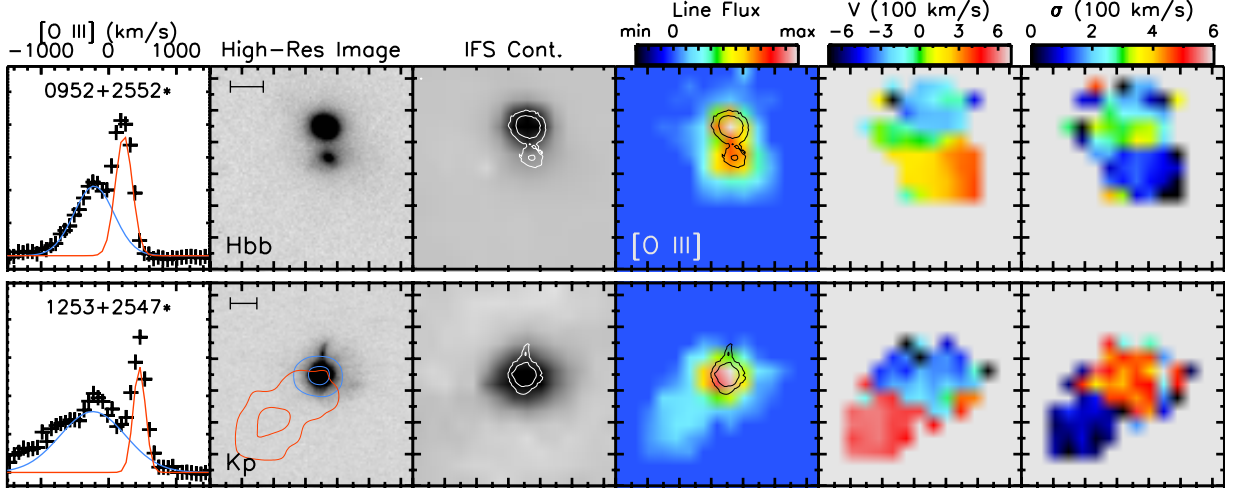 [O III] (km/s)
−1000 0 1000
High-Res Image
IFS Cont.
Line Flux
min 0 max
V (100 km/s)
−6 −3 0 3 6
σ (100 km/s)
0 2 4 6
0952+2552*
Hbb
[O III]
1253+2547*
Kp